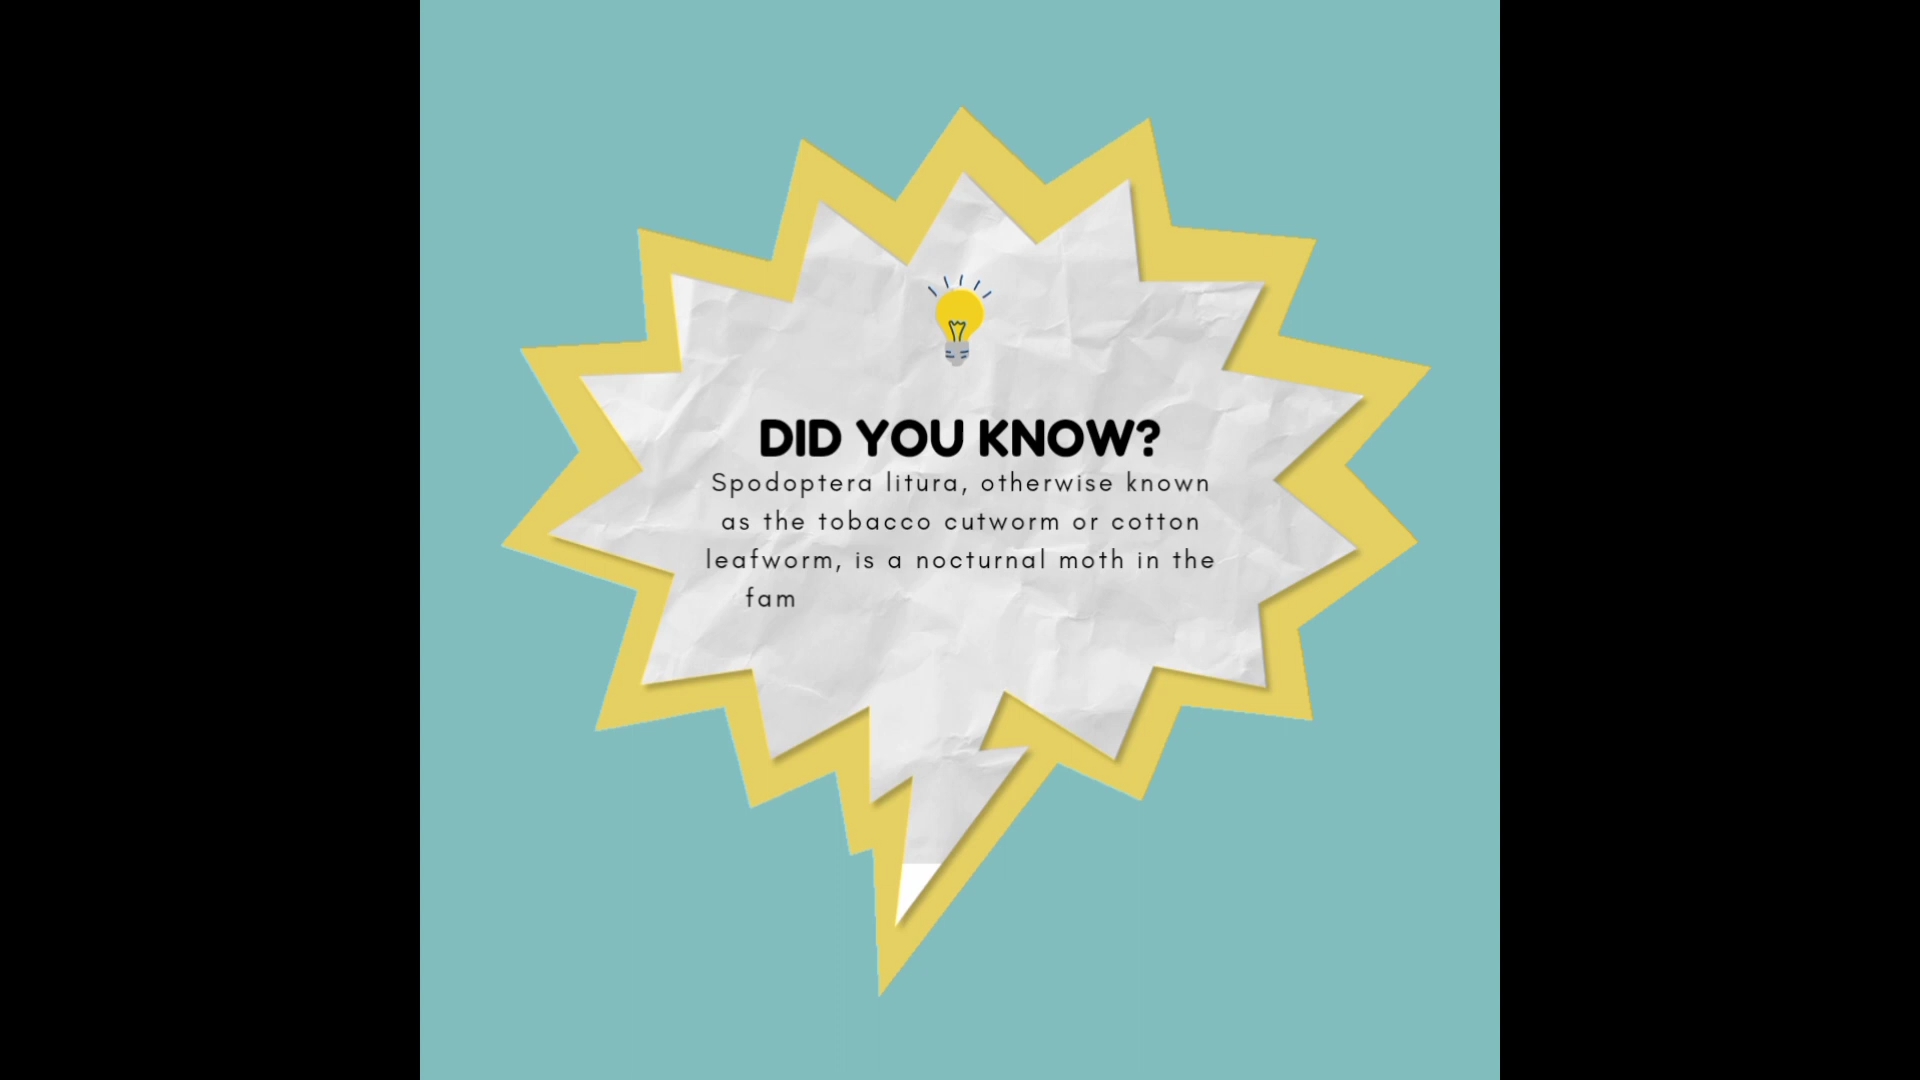 DID YOU KNOW?
Spodoptera litura, otherwise known
as the tobacco cutworm or cotton
leafworm, is a nocturnal moth in the
fam